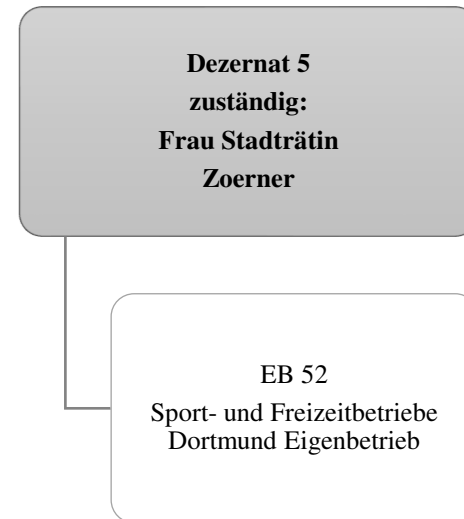 Dezernat 5
zuständig:
Frau Stadträtin
Zoerner
EB 52
Sport- und Freizeitbetriebe
Dortmund Eigenbetrieb